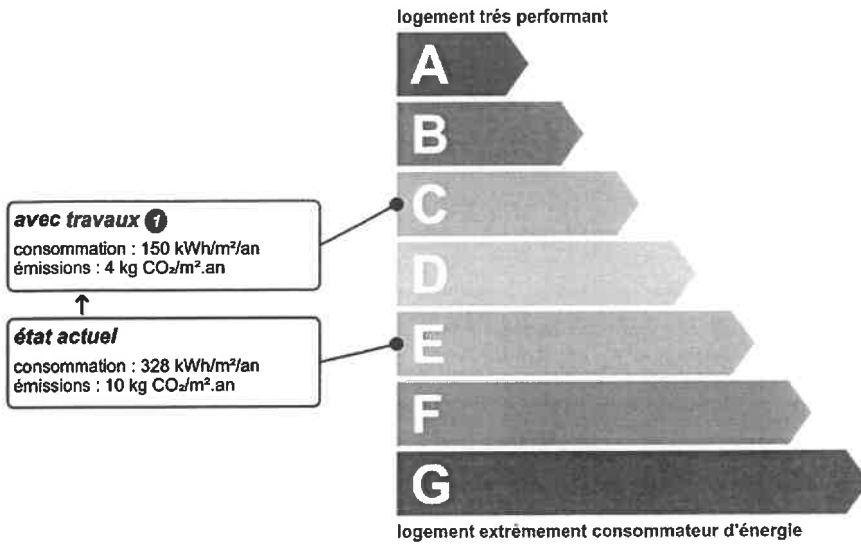 logement trés performant
A
B
C
D
E
F
G
avec travaux 1
consommation : 150 kWh/m²/an
émissions : 4 kg CO₂/m².an
↑
état actuel
consommation : 328 kWh/m²/an
émissions : 10 kg CO₂/m².an
logement extrêmement consommateur d'énergie